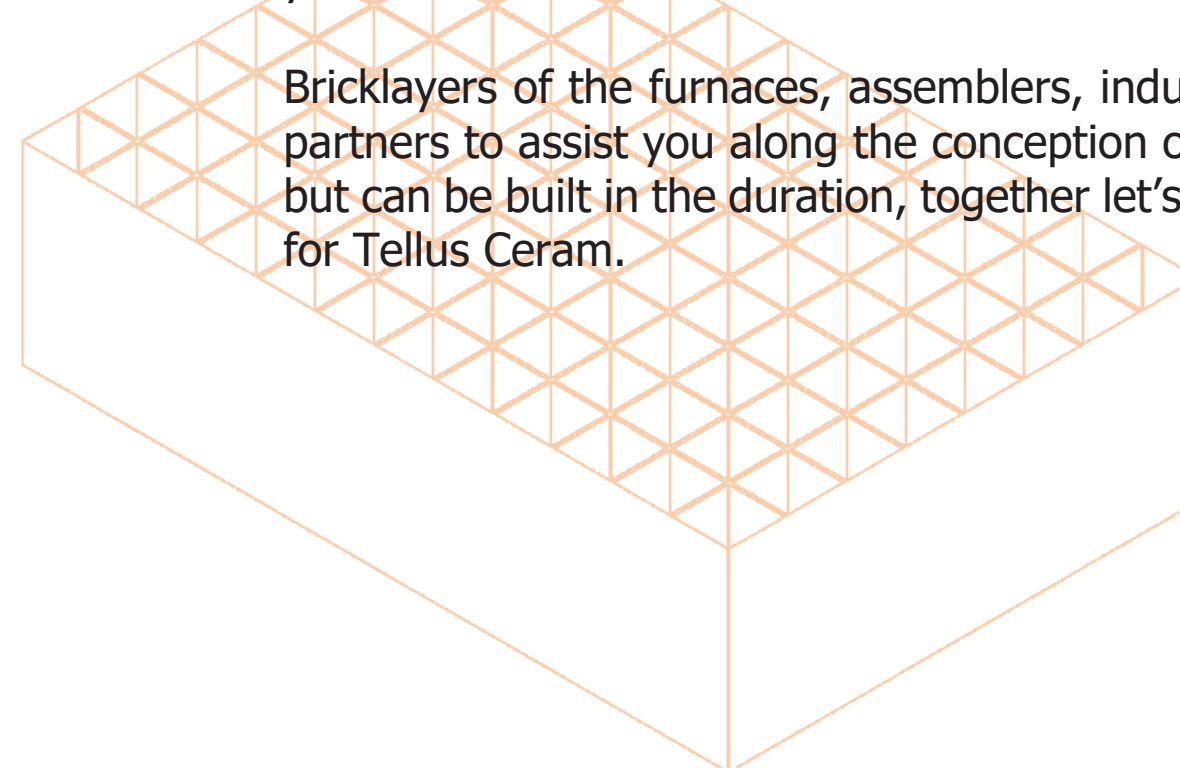 Bricklayers of the furnaces, assemblers, indu
partners to assist you along the conception
but can be built in the duration, together let's
for Tellus Ceram.